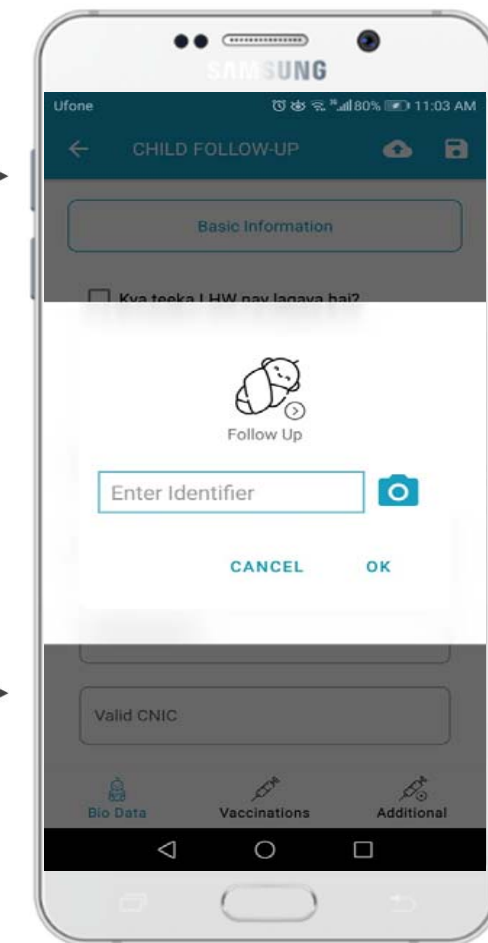 SAMSUNG
Ufone 80% 11:03 AM
CHILD FOLLOW-UP
Basic Information
Kya teeka LHW nay lagaya hai?
Follow Up
Enter Identifier
CANCEL OK
Valid CNIC
Bio Data Vaccinations Additional